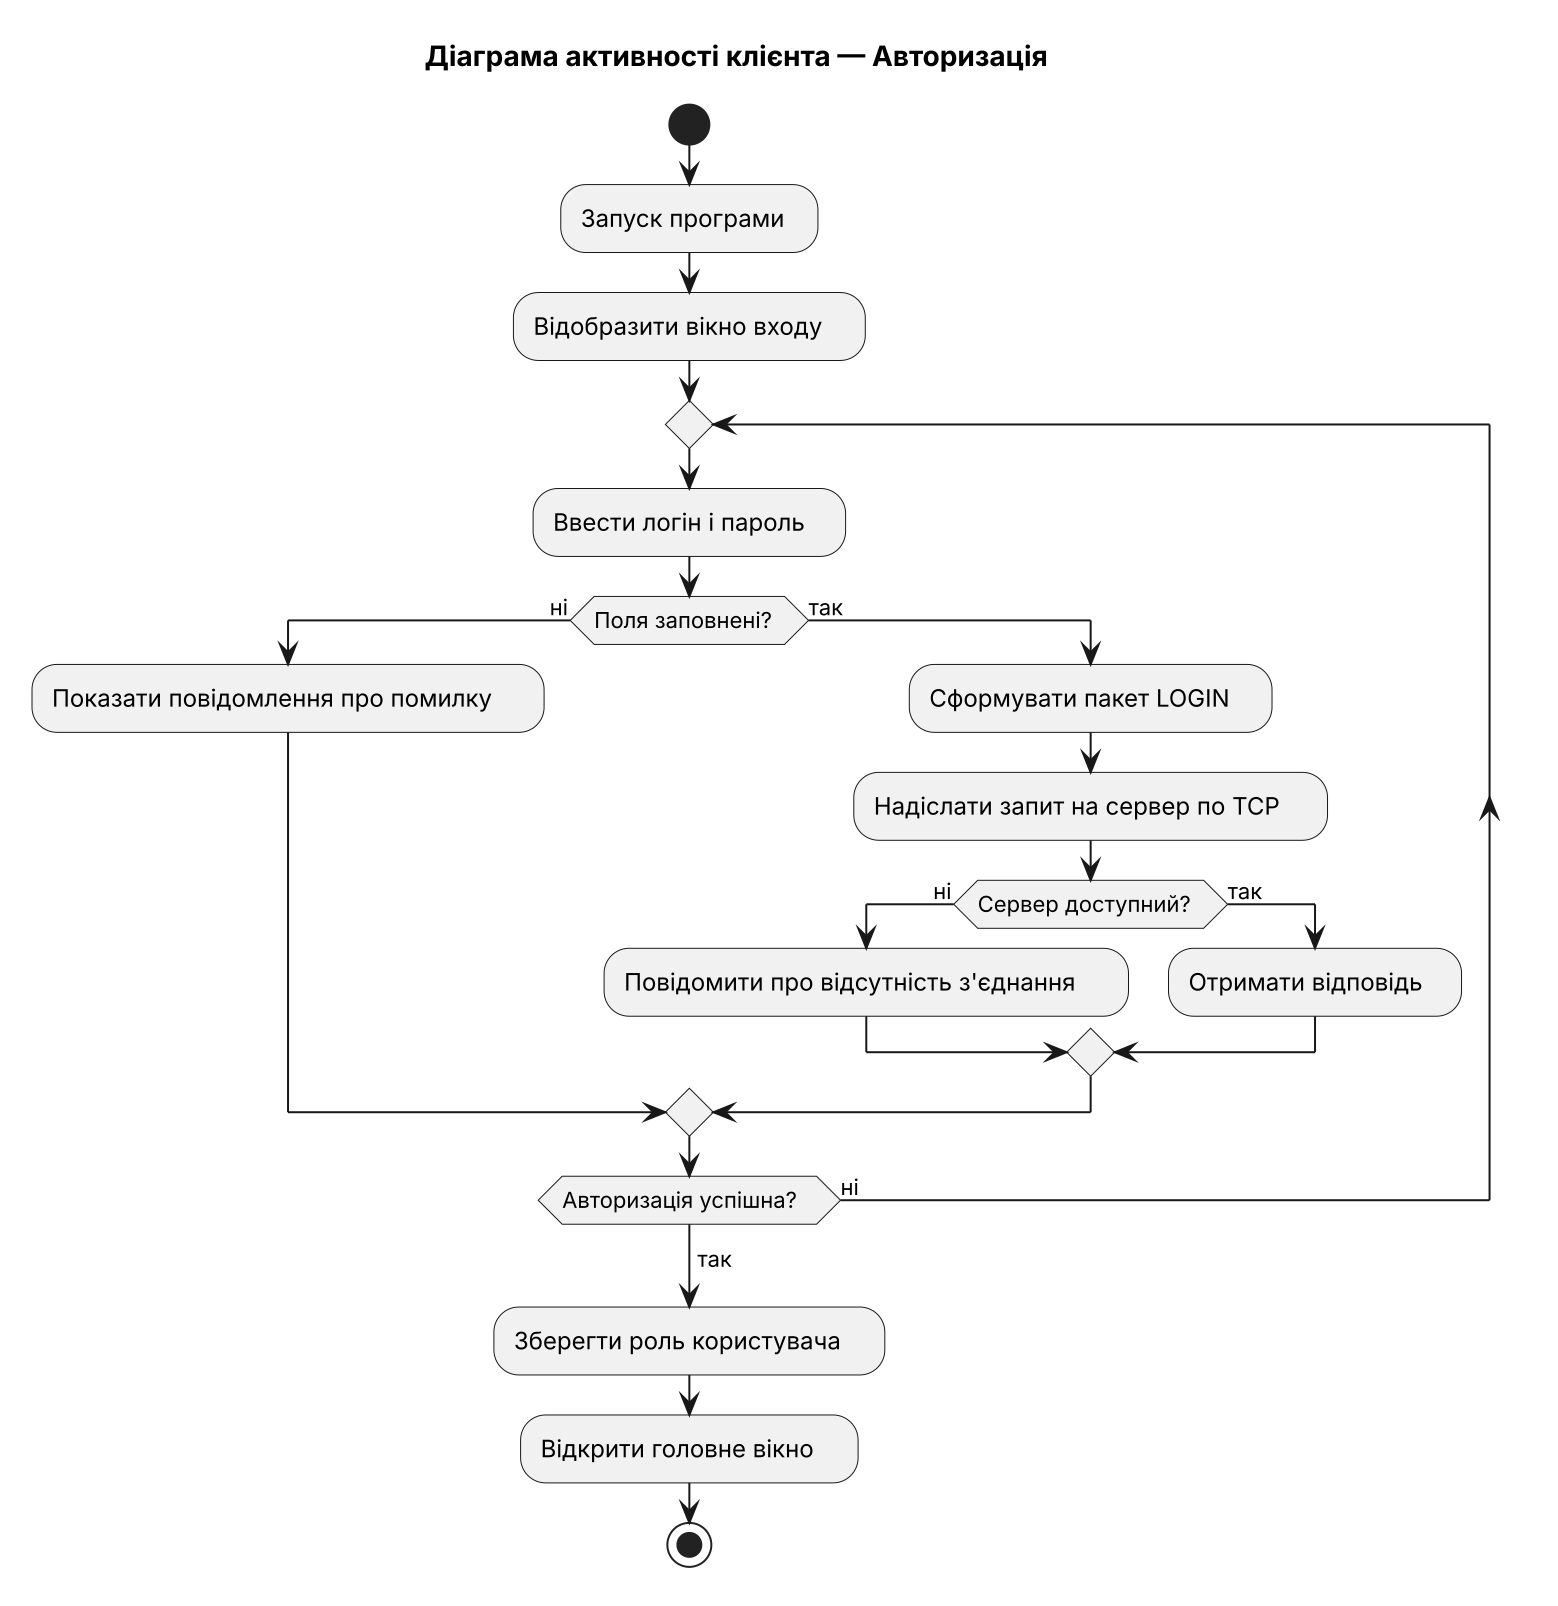 Діаграма активності клієнта — Авторизація
Запуск програми
Відобразити вікно входу
Ввести логін і пароль
ні
Поля заповнені?
так
Показати повідомлення про помилку
Сформувати пакет LOGIN
Надіслати запит на сервер по TCP
ні
Сервер доступний?
так
Повідомити про відсутність з'єднання
Отримати відповідь
Авторизація успішна?
ні
так
Зберегти роль користувача
Відкрити головне вікно